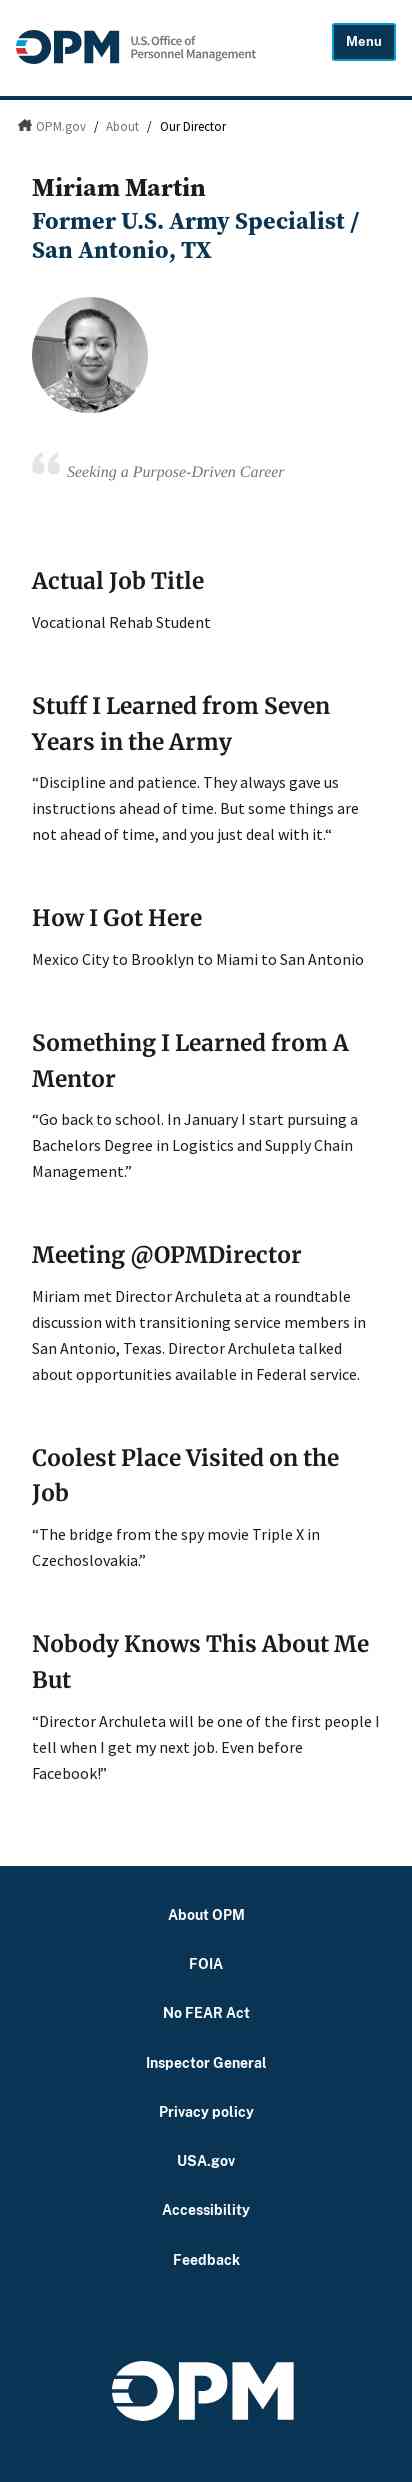 OPM U.S. Office of
Personnel Management
Menu
OPM.gov / About / Our Director
Miriam Martin
Former U.S. Army Specialist /
San Antonio, TX
“ Seeking a Purpose-Driven Career
Actual Job Title
Vocational Rehab Student
Stuff I Learned from Seven
Years in the Army
“Discipline and patience. They always gave us
instructions ahead of time. But some things are
not ahead of time, and you just deal with it.“
How I Got Here
Mexico City to Brooklyn to Miami to San Antonio
Something I Learned from A
Mentor
“Go back to school. In January I start pursuing a
Bachelors Degree in Logistics and Supply Chain
Management.”
Meeting @OPMDirector
Miriam met Director Archuleta at a roundtable
discussion with transitioning service members in
San Antonio, Texas. Director Archuleta talked
about opportunities available in Federal service.
Coolest Place Visited on the
Job
“The bridge from the spy movie Triple X in
Czechoslovakia.”
Nobody Knows This About Me
But
“Director Archuleta will be one of the first people I
tell when I get my next job. Even before
Facebook!”
About OPM
FOIA
No FEAR Act
Inspector General
Privacy policy
USA.gov
Accessibility
Feedback
OPM